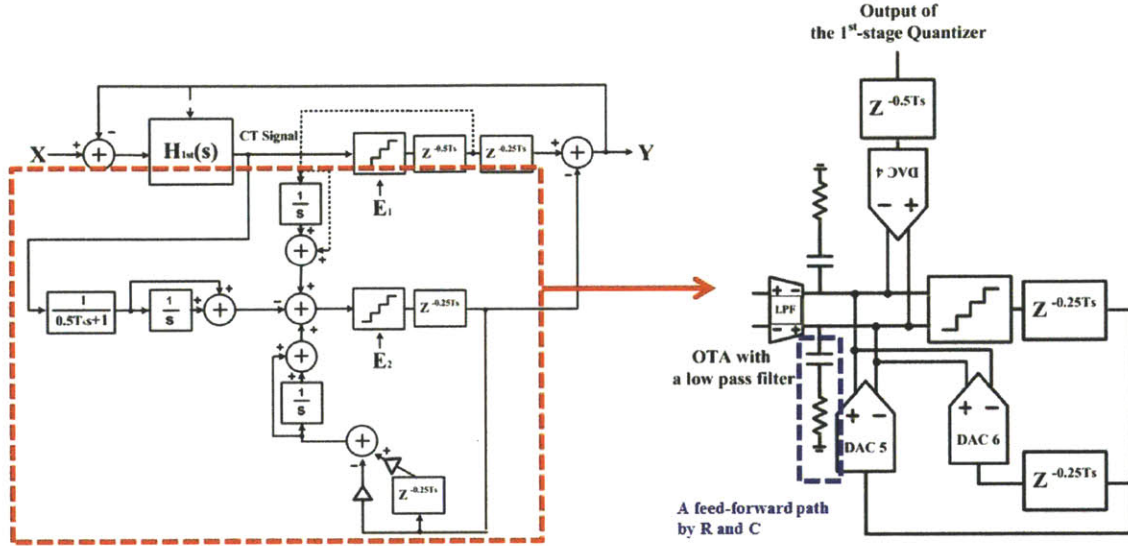 Output of
the 1st-stage Quantizer
Z -0.5Ts
DAC 4
− +
X
+
−
+
H1st(s)
CT Signal
Z -0.5Ts
Z -0.25Ts
+
+
−
Y
E1
1
s
+
+
+
1
0.5Tss+1
1
s
+
+
+
−
+
+
+
Z -0.25Ts
E2
+
+
+
1
s
+
−
+
Z -0.25Ts
+ −
LPF
− +
OTA with
a low pass filter
Z -0.25Ts
+ −
DAC 5
+ −
DAC 6
Z -0.25Ts
A feed-forward path
by R and C